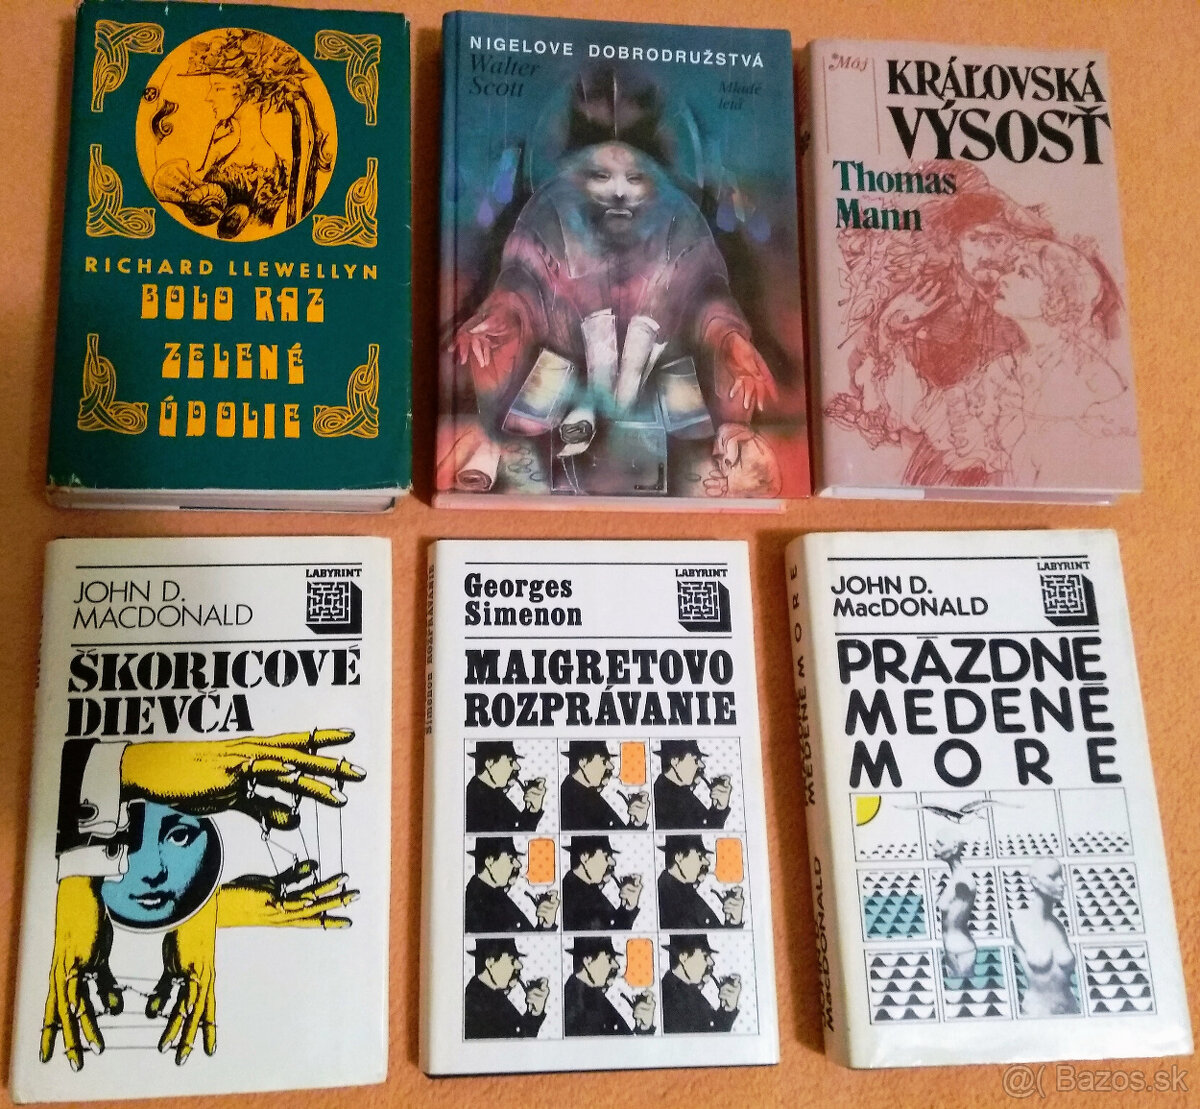 RICHARD LLEWELLYN
BOLO RAZ
ZELENÉ
ÚDOLIE
NIGELOVE DOBRODRUŽSTVÁ
Walter
Scott
Mladé
letá
Môj
KRÁĽOVSKÁ
VÝSOSŤ
Thomas
Mann
JOHN D.
MACDONALD
LABYRINT
ŠKORICOVÉ
DIEVČA
Georges
Simenon
LABYRINT
MAIGRETOVO
ROZPRÁVANIE
Simenon ROZPRÁVANIE
JOHN D.
MacDONALD
LABYRINT
PRÁZDNE
MEDENÉ
MORE
MEDENÉ MORE
MacDONALD
@( Bazos.sk